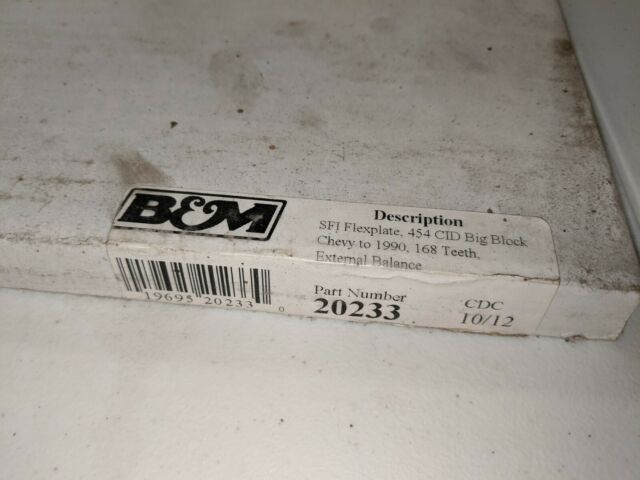 B&M
Description
SFI Flexplate, 454 CID Big Block
Chevy to 1990, 168 Teeth,
External Balance
19695 20233 0
Part Number
20233
CDC
10/12